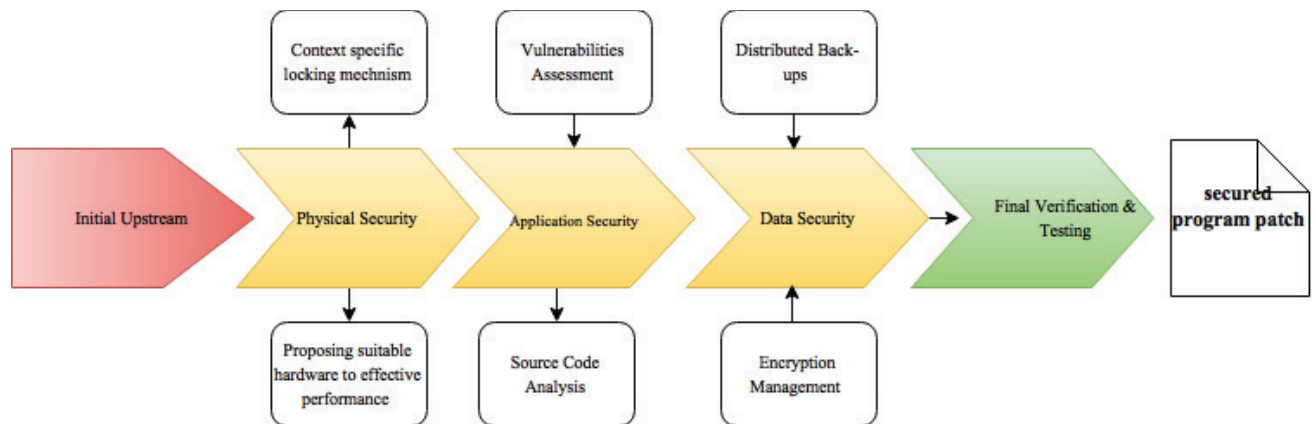 Context specific
locking mechnism
Vulnerabilities
Assessment
Distributed Back-
ups
Initial Upstream
Physical Security
Application Security
Data Security
Final Verification &
Testing
secured
program patch
Proposing suitable
hardware to effective
performance
Source Code
Analysis
Encryption
Management